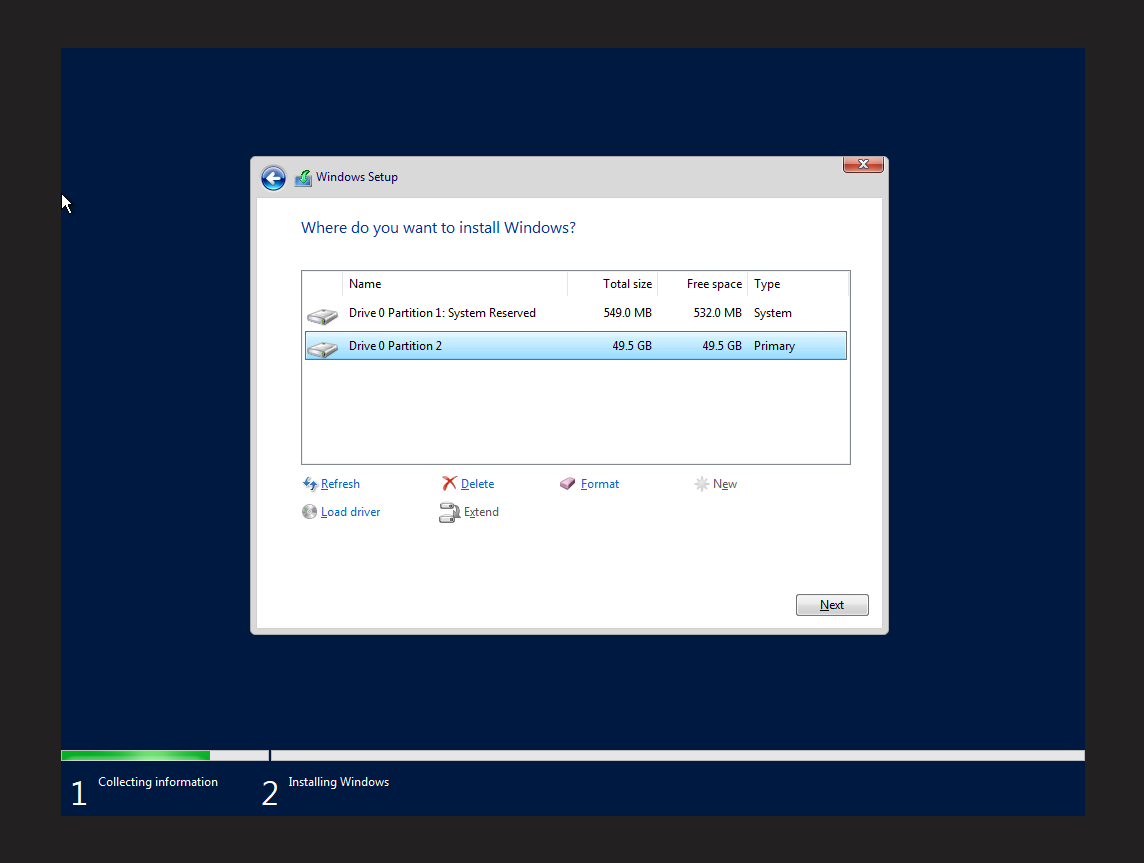 Windows Setup
Where do you want to install Windows?
Name Total size Free space Type
Drive 0 Partition 1: System Reserved 549.0 MB 532.0 MB System
Drive 0 Partition 2 49.5 GB 49.5 GB Primary
Refresh Delete Format New
Load driver Extend
Next
1 Collecting information 2 Installing Windows